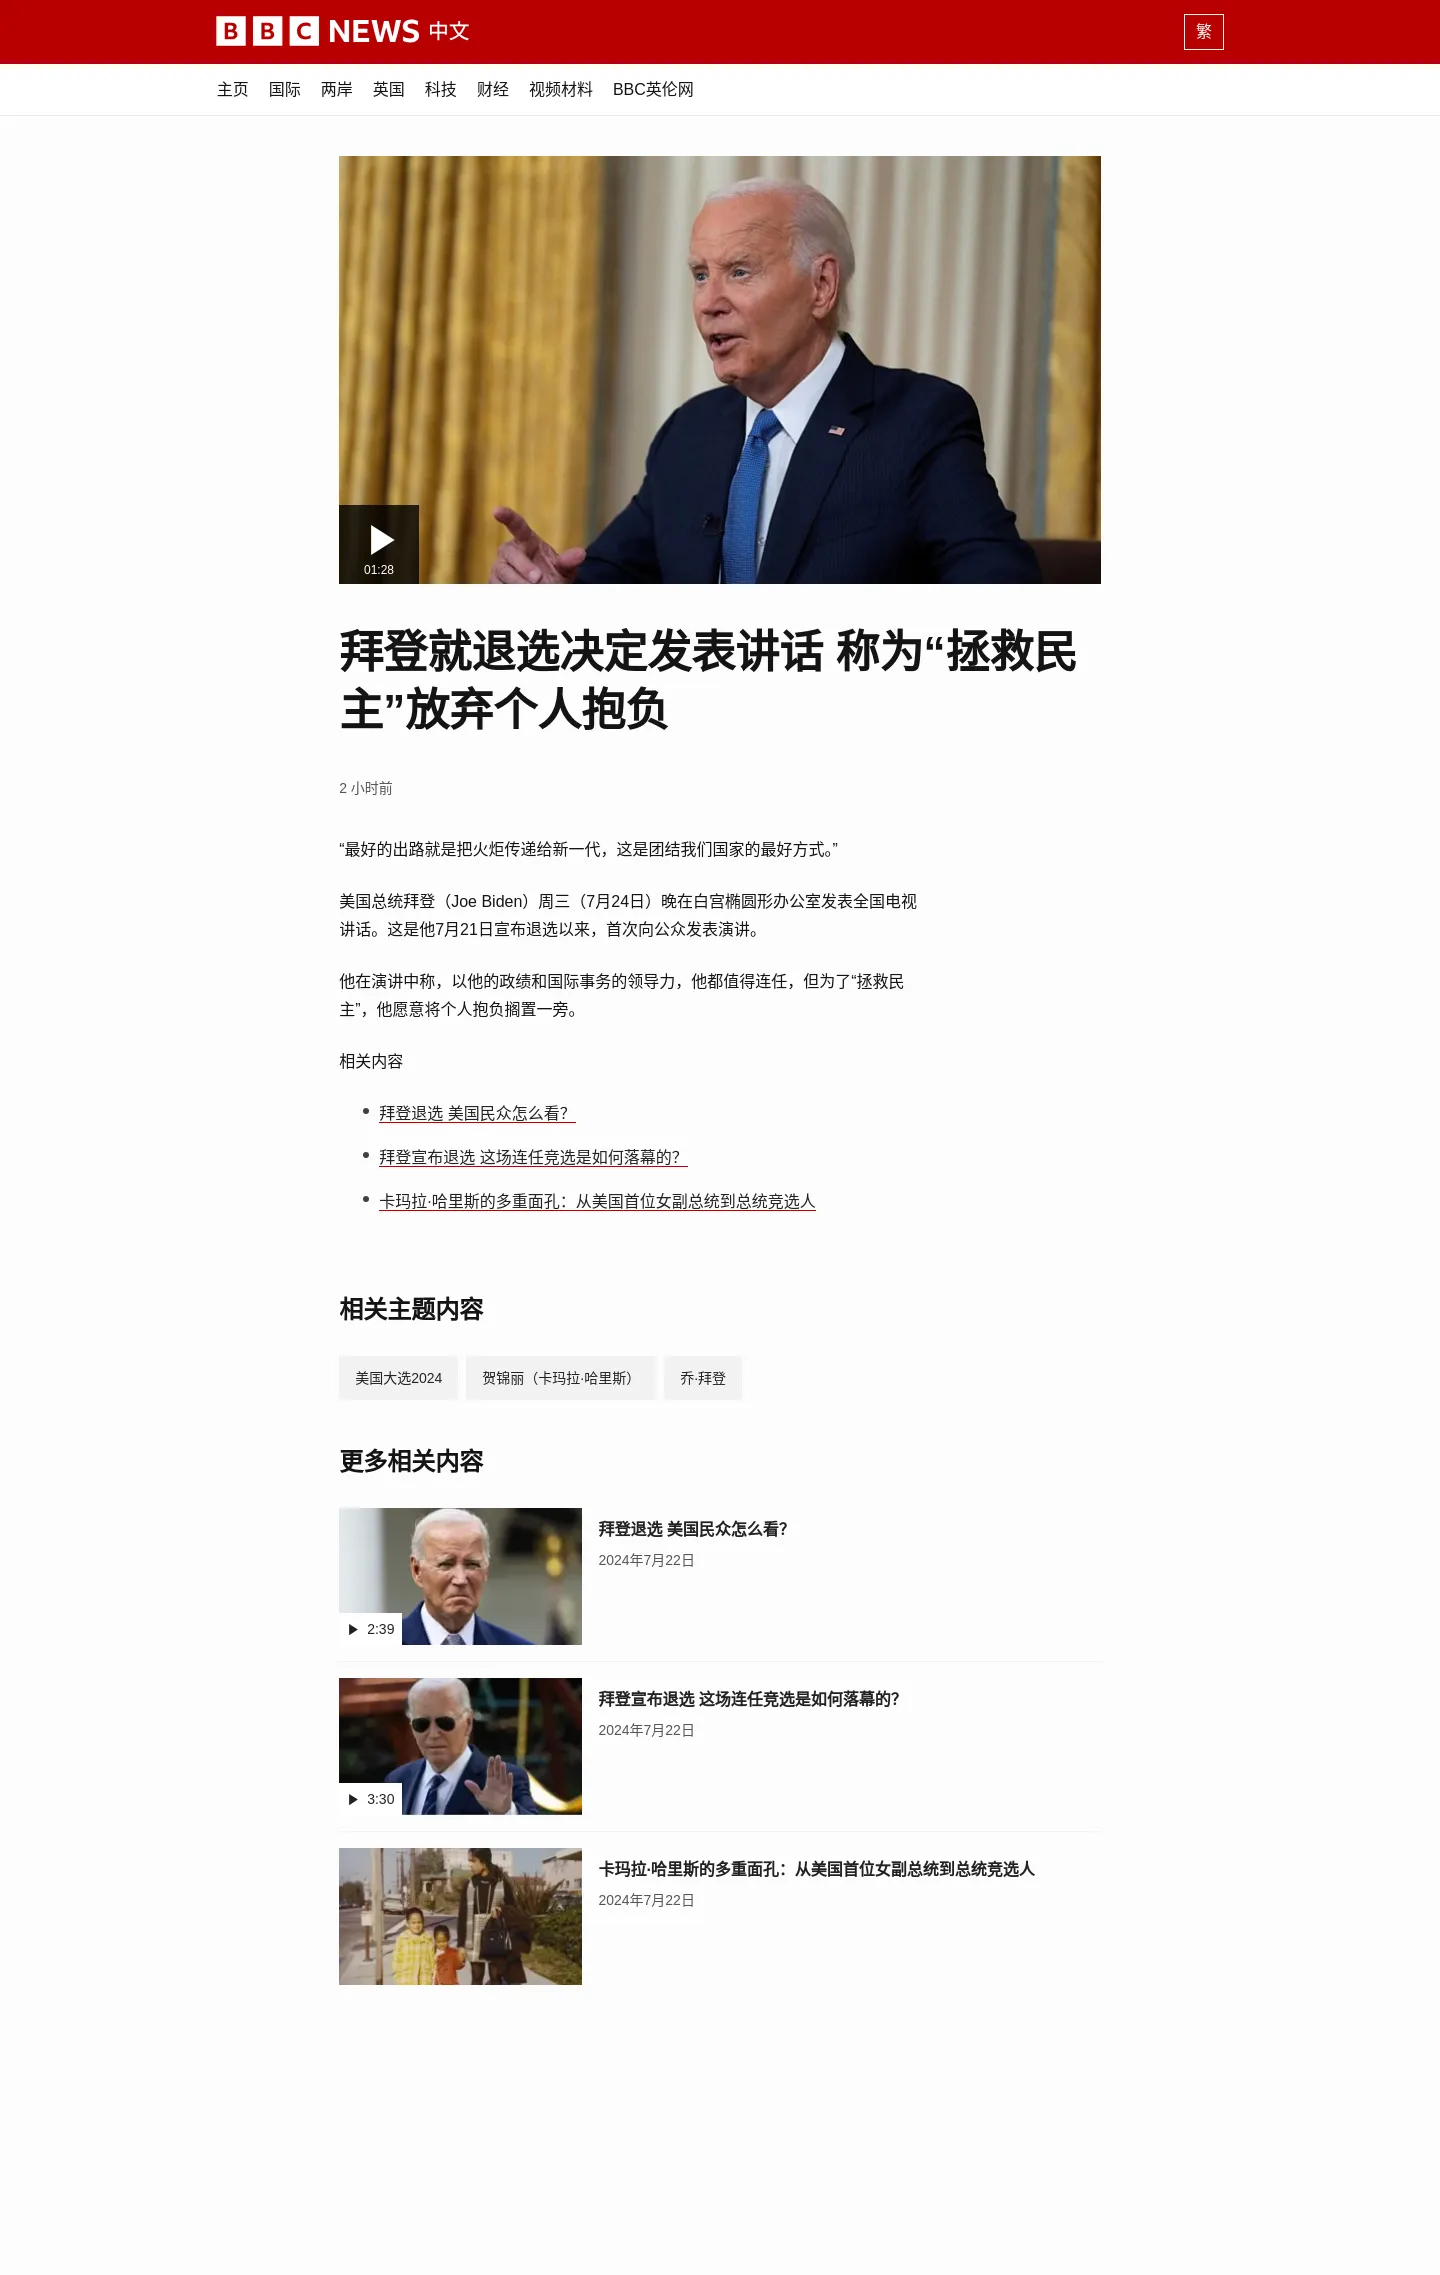 BBC NEWS 中文
繁
主页 国际 两岸 英国 科技 财经 视频材料 BBC英伦网
01:28
拜登就退选决定发表讲话 称为“拯救民
主”放弃个人抱负
2 小时前
“最好的出路就是把火炬传递给新一代，这是团结我们国家的最好方式。”
美国总统拜登（Joe Biden）周三（7月24日）晚在白宫椭圆形办公室发表全国电视
讲话。这是他7月21日宣布退选以来，首次向公众发表演讲。
他在演讲中称，以他的政绩和国际事务的领导力，他都值得连任，但为了“拯救民
主”，他愿意将个人抱负搁置一旁。
相关内容
拜登退选 美国民众怎么看？
拜登宣布退选 这场连任竞选是如何落幕的？
卡玛拉·哈里斯的多重面孔：从美国首位女副总统到总统竞选人
相关主题内容
美国大选2024 贺锦丽（卡玛拉·哈里斯） 乔·拜登
更多相关内容
拜登退选 美国民众怎么看？
2024年7月22日
2:39
拜登宣布退选 这场连任竞选是如何落幕的？
2024年7月22日
3:30
卡玛拉·哈里斯的多重面孔：从美国首位女副总统到总统竞选人
2024年7月22日